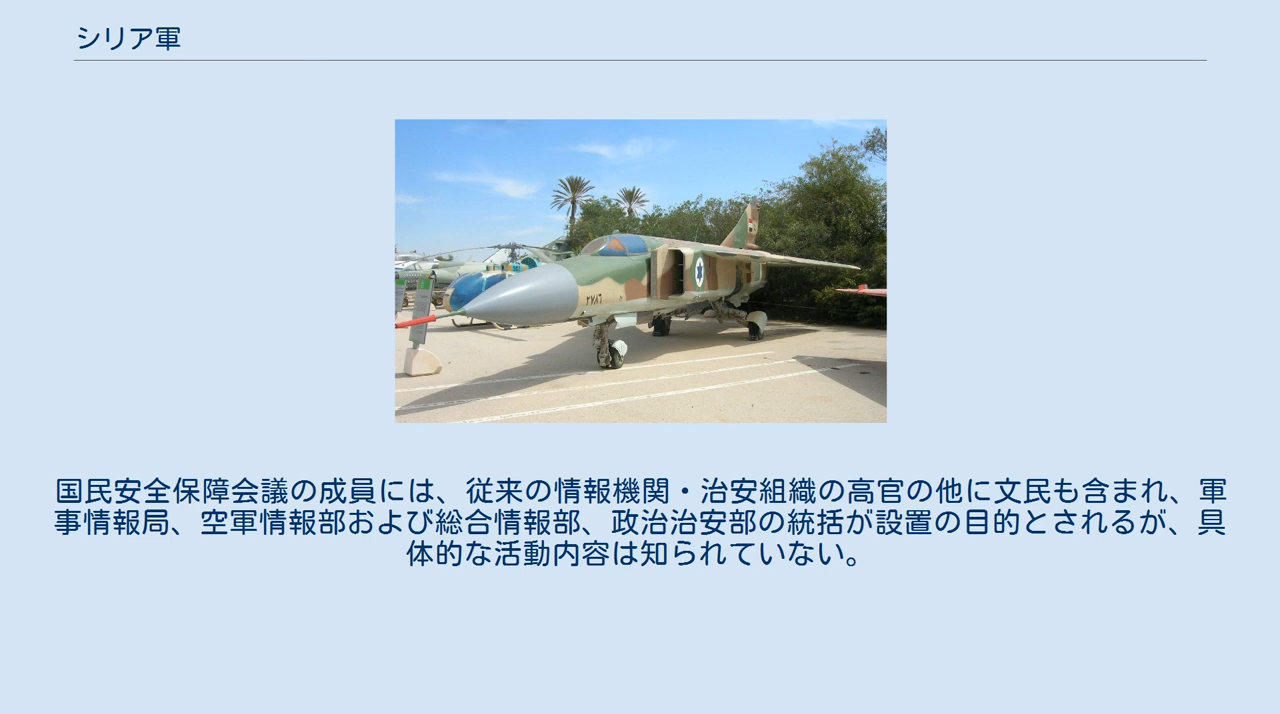 シリア軍
٢٧٨٦
国民安全保障会議の成員には、従来の情報機関・治安組織の高官の他に文民も含まれ、軍
事情報局、空軍情報部および総合情報部、政治治安部の統括が設置の目的とされるが、具
体的な活動内容は知られていない。